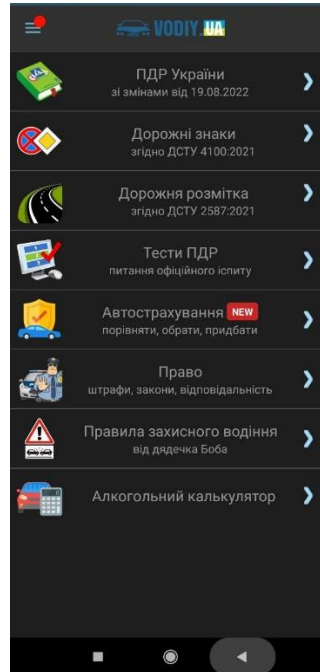 VODIY.UA
ПДР України
зі змінами від 19.08.2022
Дорожні знаки
згідно ДСТУ 4100:2021
Дорожня розмітка
згідно ДСТУ 2587:2021
Тести ПДР
питання офіційного іспиту
Автострахування NEW
порівняти, обрати, придбати
Право
штрафи, закони, відповідальність
Правила захисного водіння
від дядечка Боба
Алкогольний калькулятор